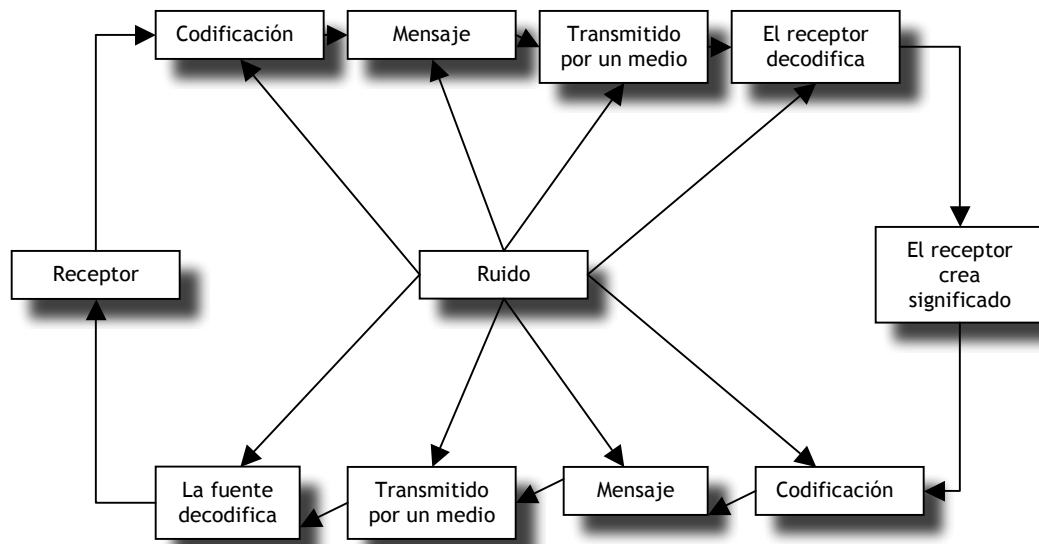 Codificación
Mensaje
Transmitido
por un medio
El receptor
decodifica
Receptor
Ruido
El receptor
crea
significado
La fuente
decodifica
Transmitido
por un medio
Mensaje
Codificación